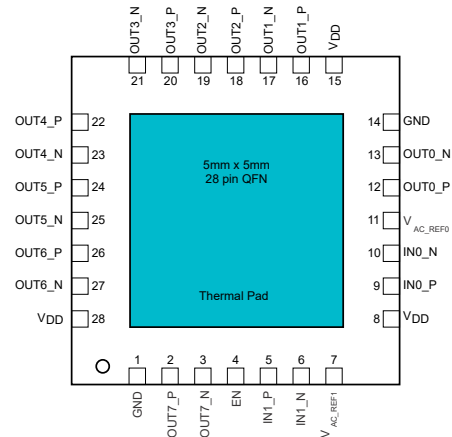 OUT3_N
OUT3_P
OUT2_N
OUT2_P
OUT1_N
OUT1_P
VDD
21
20
19
18
17
16
15
OUT4_P 22
OUT4_N 23
OUT5_P 24
OUT5_N 25
OUT6_P 26
OUT6_N 27
VDD 28
5mm x 5mm
28 pin QFN
Thermal Pad
14 GND
13 OUT0_N
12 OUT0_P
11 VAC_REF0
10 IN0_N
9 IN0_P
8 VDD
1
2
3
4
5
6
7
GND
OUT7_P
OUT7_N
EN
IN1_P
IN1_N
VAC_REF1